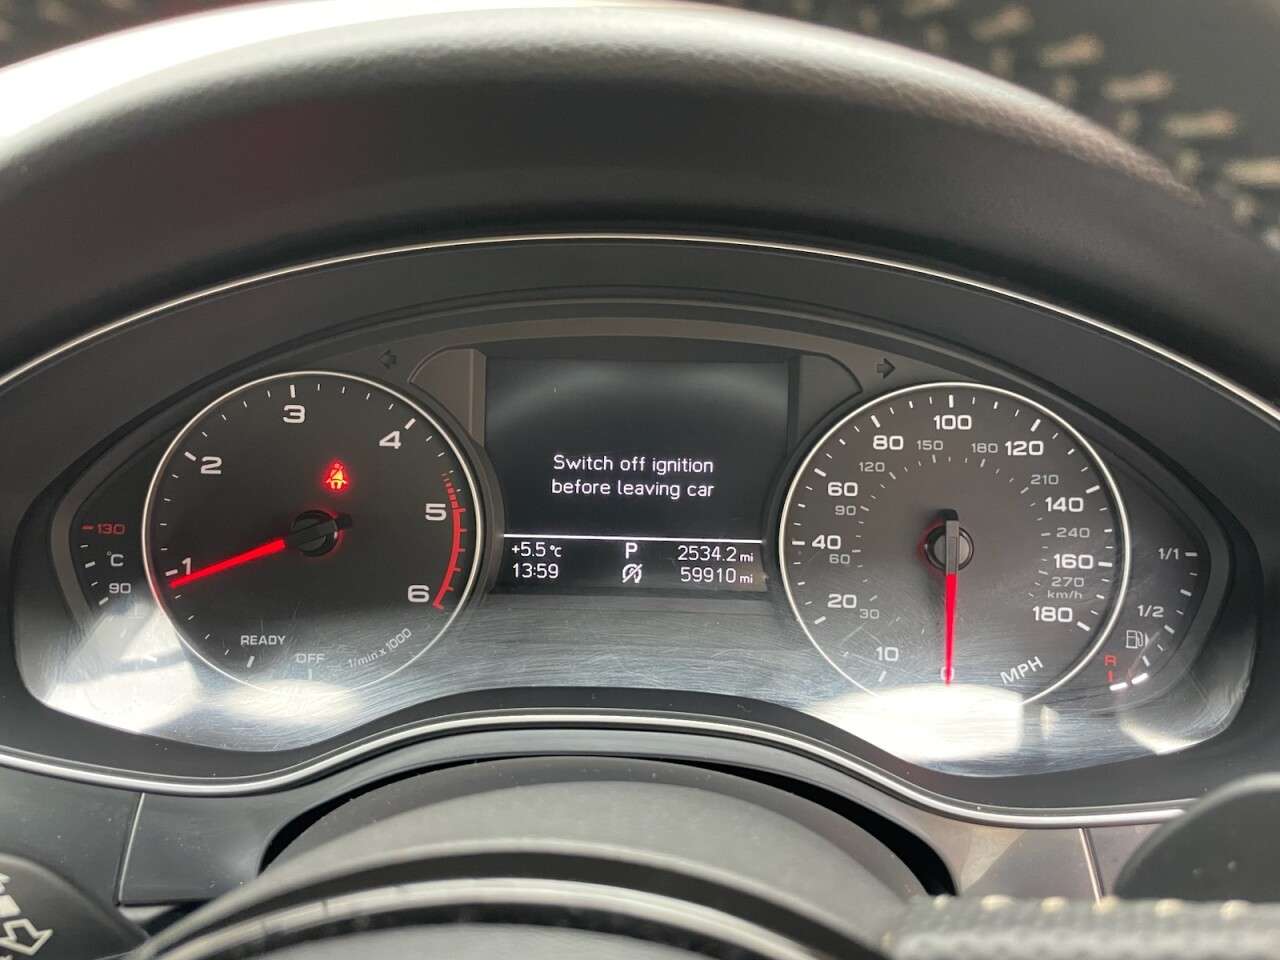 3
2
4
1
5
6
130
°C
90
READY
OFF
1/min x 1000
Switch off ignition
before leaving car
+5.5 °C P 2534.2 mi
13:59 59910 mi
100
80 120
150 180
120 210
60 140
90 240
40 160
60 270
km/h
20 180
30
10
0
MPH
1/1
1/2
R